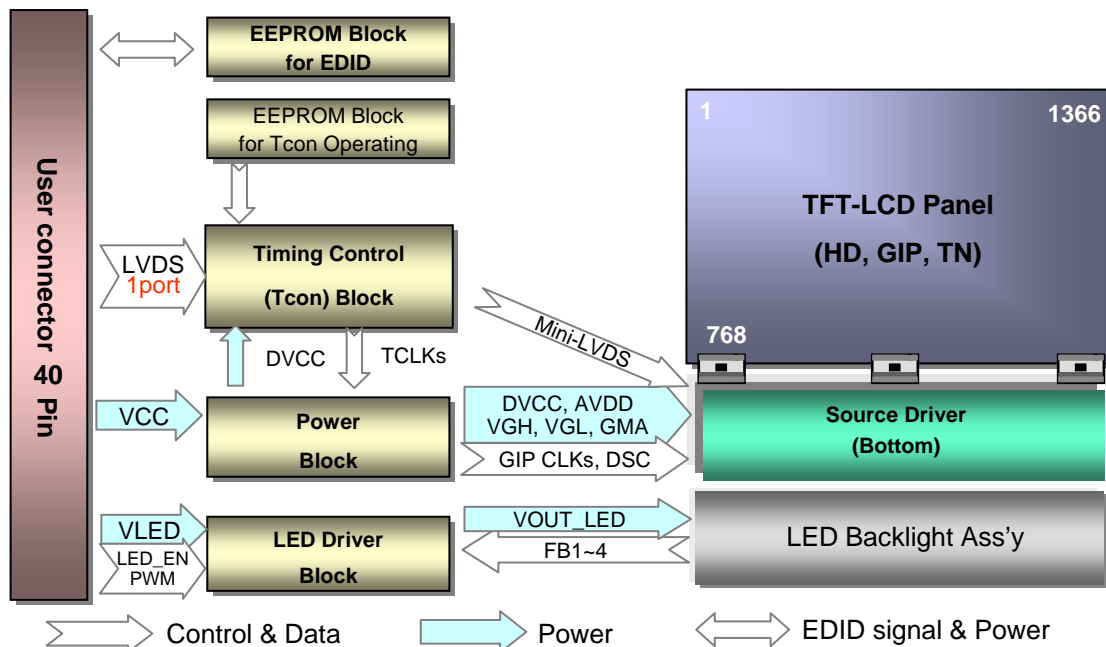 User connector 40 Pin
EEPROM Block
for EDID
EEPROM Block
for Tcon Operating
LVDS
1port
Timing Control
(Tcon) Block
DVCC
TCLKs
Mini-LVDS
VCC
Power
Block
DVCC, AVDD
VGH, VGL, GMA
GIP CLKs, DSC
VLED
LED_EN
PWM
LED Driver
Block
VOUT_LED
FB1~4
1
1366
TFT-LCD Panel
(HD, GIP, TN)
768
Source Driver
(Bottom)
LED Backlight Ass’y
Control & Data
Power
EDID signal & Power